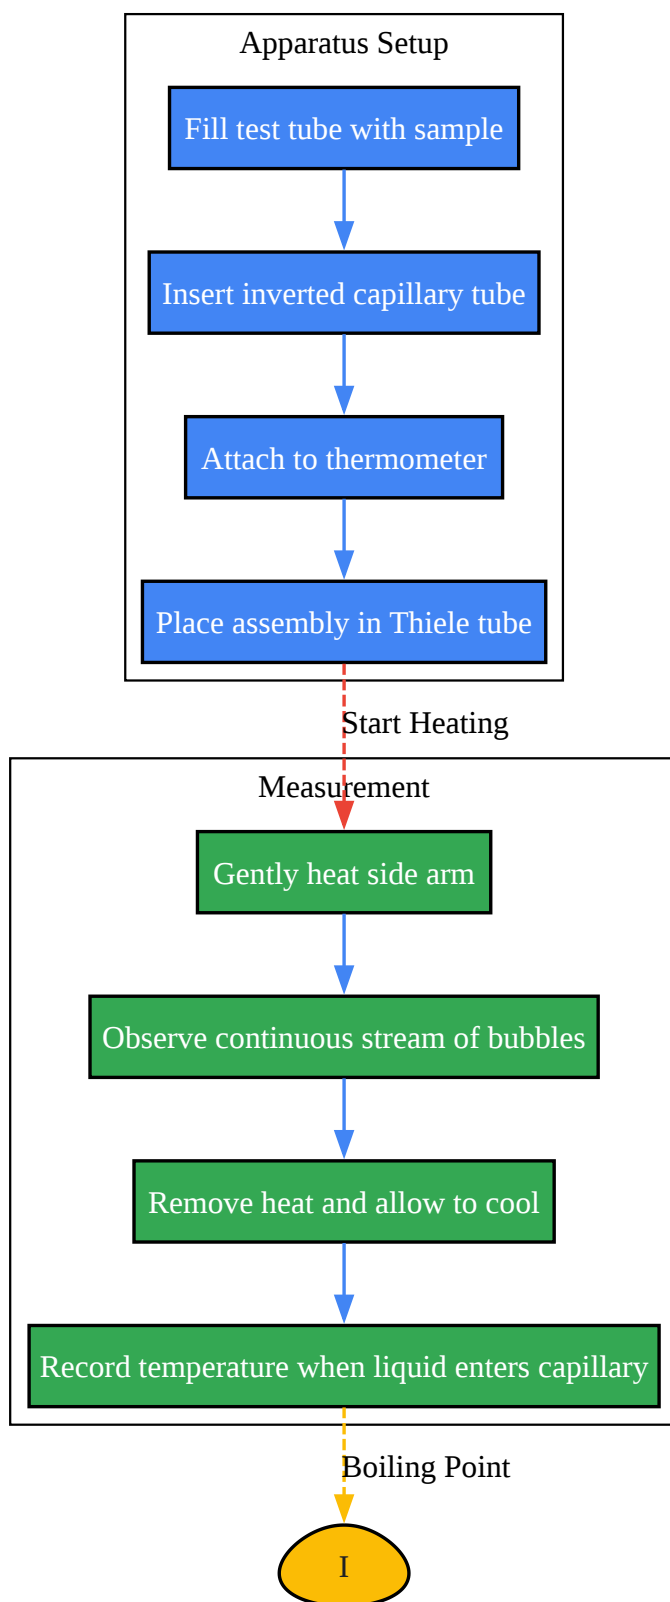 Apparatus Setup
Fill test tube with sample
Insert inverted capillary tube
Attach to thermometer
Place assembly in Thiele tube
Start Heating
Measurement
Gently heat side arm
Observe continuous stream of bubbles
Remove heat and allow to cool
Record temperature when liquid enters capillary
Boiling Point
I